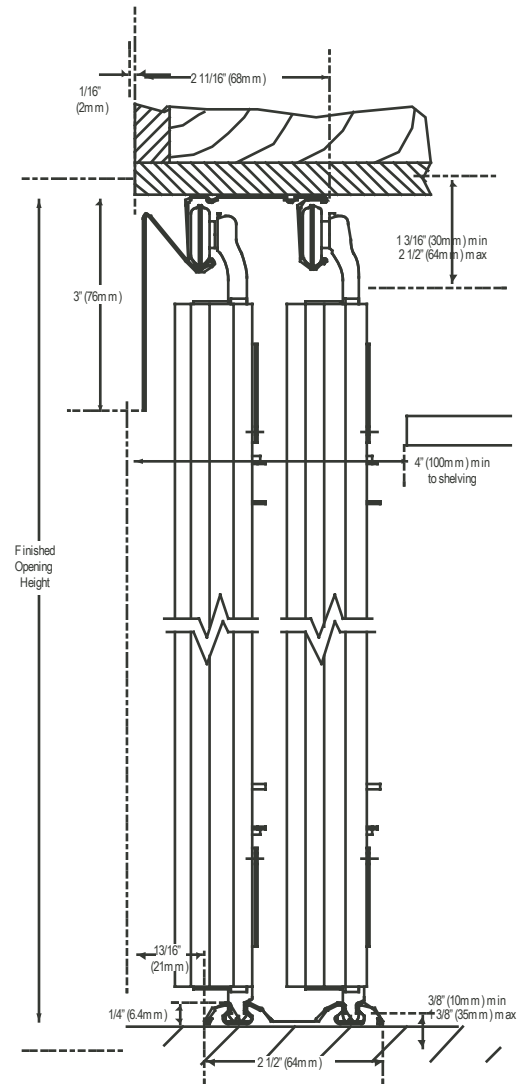 2 11/16" (68mm)
1/16"
(2mm)
1 3/16" (30mm) min
2 1/2" (64mm) max
3" (76mm)
4" (100mm) min
to shelving
Finished
Opening
Height
13/16"
(21mm)
1/4" (6.4mm)
3/8" (10mm) min
3/8" (35mm) max
2 1/2" (64mm)